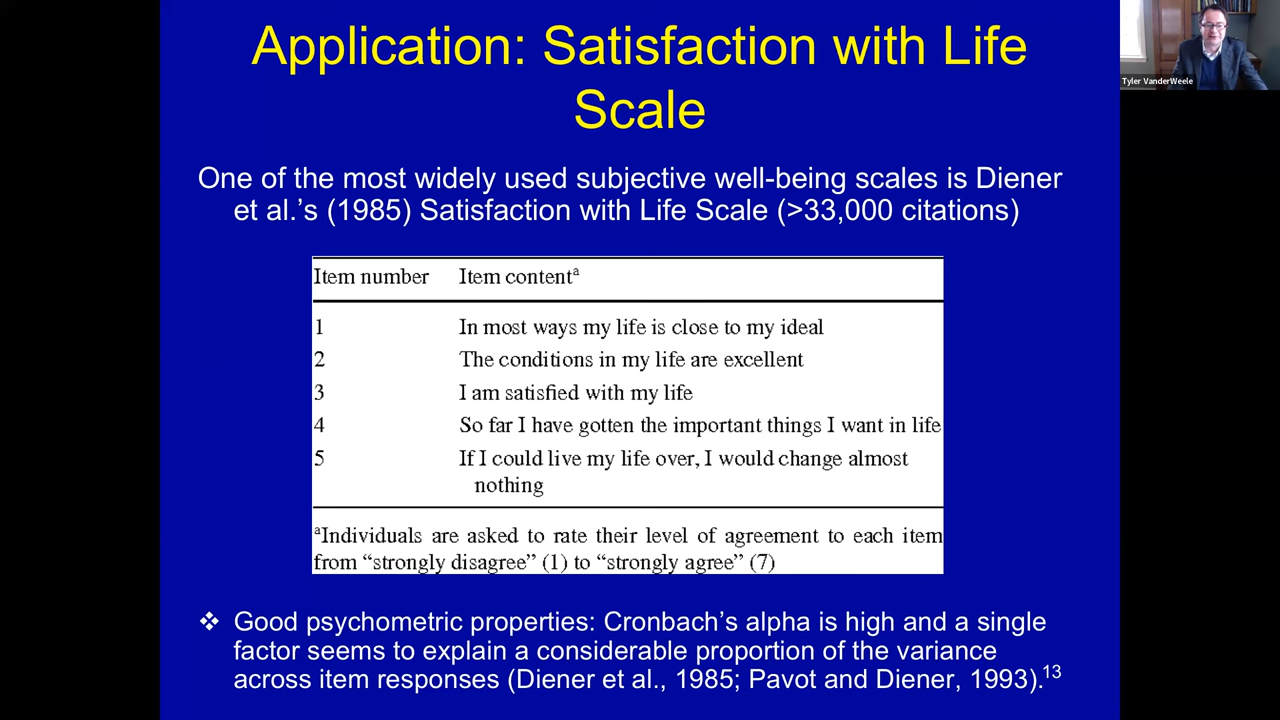 Application: Satisfaction with Life
Scale
Tyler VanderWeele
One of the most widely used subjective well-being scales is Diener
et al.’s (1985) Satisfaction with Life Scale (>33,000 citations)
Item number Item contentᵃ
1 In most ways my life is close to my ideal
2 The conditions in my life are excellent
3 I am satisfied with my life
4 So far I have gotten the important things I want in life
5 If I could live my life over, I would change almost
nothing
ᵃIndividuals are asked to rate their level of agreement to each item
from “strongly disagree” (1) to “strongly agree” (7)
❖ Good psychometric properties: Cronbach’s alpha is high and a single
factor seems to explain a considerable proportion of the variance
across item responses (Diener et al., 1985; Pavot and Diener, 1993).¹³